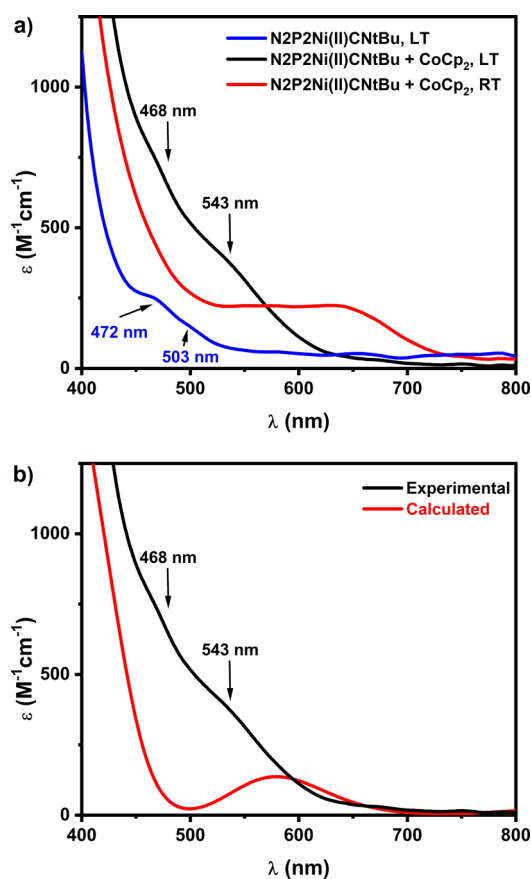 a)
N2P2Ni(II)CNtBu, LT
N2P2Ni(II)CNtBu + CoCp₂, LT
N2P2Ni(II)CNtBu + CoCp₂, RT
1000
500
0
ε (M⁻¹cm⁻¹)
468 nm
543 nm
472 nm
503 nm
400 500 600 700 800
λ (nm)
b)
Experimental
Calculated
1000
500
0
ε (M⁻¹cm⁻¹)
468 nm
543 nm
400 500 600 700 800
λ (nm)